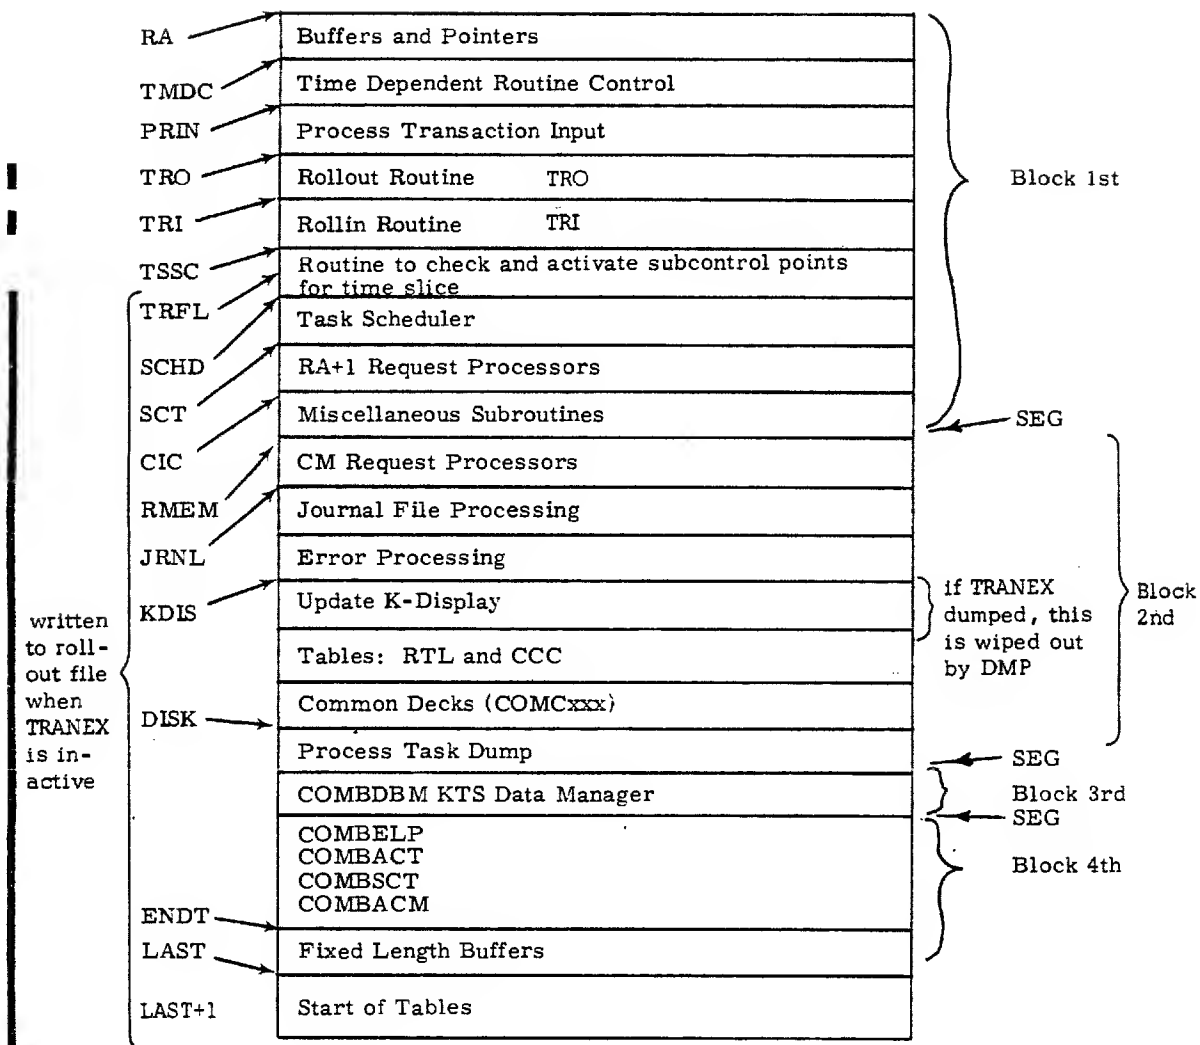 RA
Buffers and Pointers
TMDC
Time Dependent Routine Control
PRIN
Process Transaction Input
TRO
Rollout Routine TRO
Block 1st
TRI
Rollin Routine TRI
TSSC
Routine to check and activate subcontrol points
for time slice
TRFL
Task Scheduler
SCHD
RA+1 Request Processors
SCT
Miscellaneous Subroutines
SEG
CIC
CM Request Processors
RMEM
Journal File Processing
JRNL
Error Processing
KDIS
Update K-Display
if TRANEX
dumped, this
is wiped out
by DMP
Block
2nd
written
to roll-
out file
when
TRANEX
is in-
active
Tables: RTL and CCC
Common Decks (COMCxxx)
DISK
Process Task Dump
SEG
COMBDBM KTS Data Manager
Block 3rd
SEG
COMBELP
COMBACT
COMBSCT
COMBACM
Block 4th
ENDT
LAST
Fixed Length Buffers
LAST+1
Start of Tables